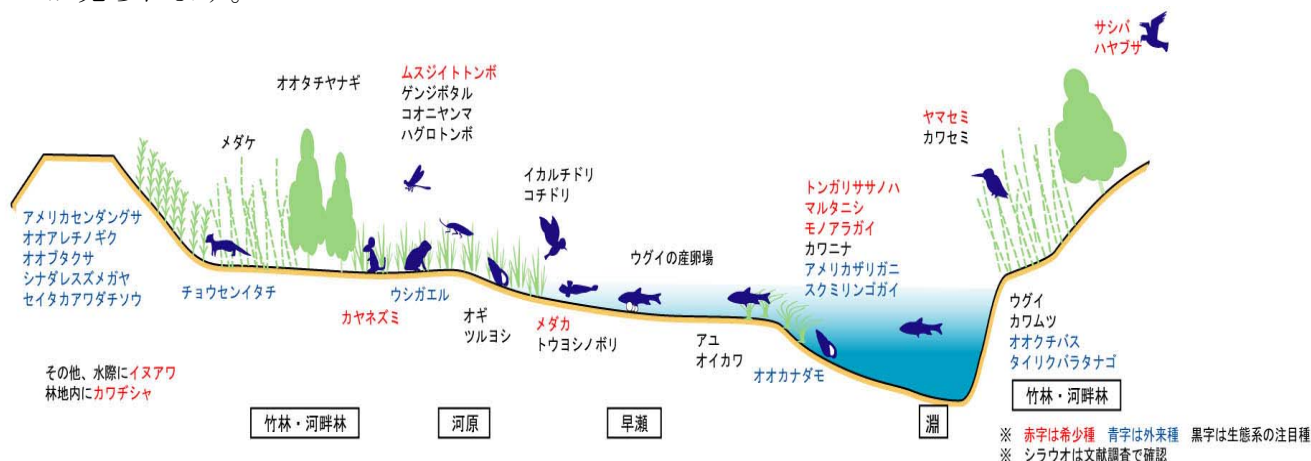 サシバ
ハヤブサ
オオタチヤナギ
ムスジイトトンボ
ゲンジボタル
コオニヤンマ
ハグロトンボ
メダケ
イカルチドリ
コチドリ
ヤマセミ
カワセミ
トンガリササノハ
マルタニシ
モノアラガイ
カワニナ
アメリカザリガニ
スクミリンゴガイ
アメリカセンダングサ
オオアレチノギク
オオブタクサ
シナダレスズメガヤ
セイタカアワダチソウ
ウグイの産卵場
チョウセンイタチ
ウシガエル
カヤネズミ
オギ
ツルヨシ
メダカ
トウヨシノボリ
アユ
オイカワ
オオカナダモ
ウグイ
カワムツ
オオクチバス
タイリクバラタナゴ
その他、水際にイヌアワ
林地内にカワヂシャ
竹林・河畔林
河原
早瀬
淵
竹林・河畔林
※ 赤字は希少種 青字は外来種 黒字は生態系の注目種
※ シラウオは文献調査で確認